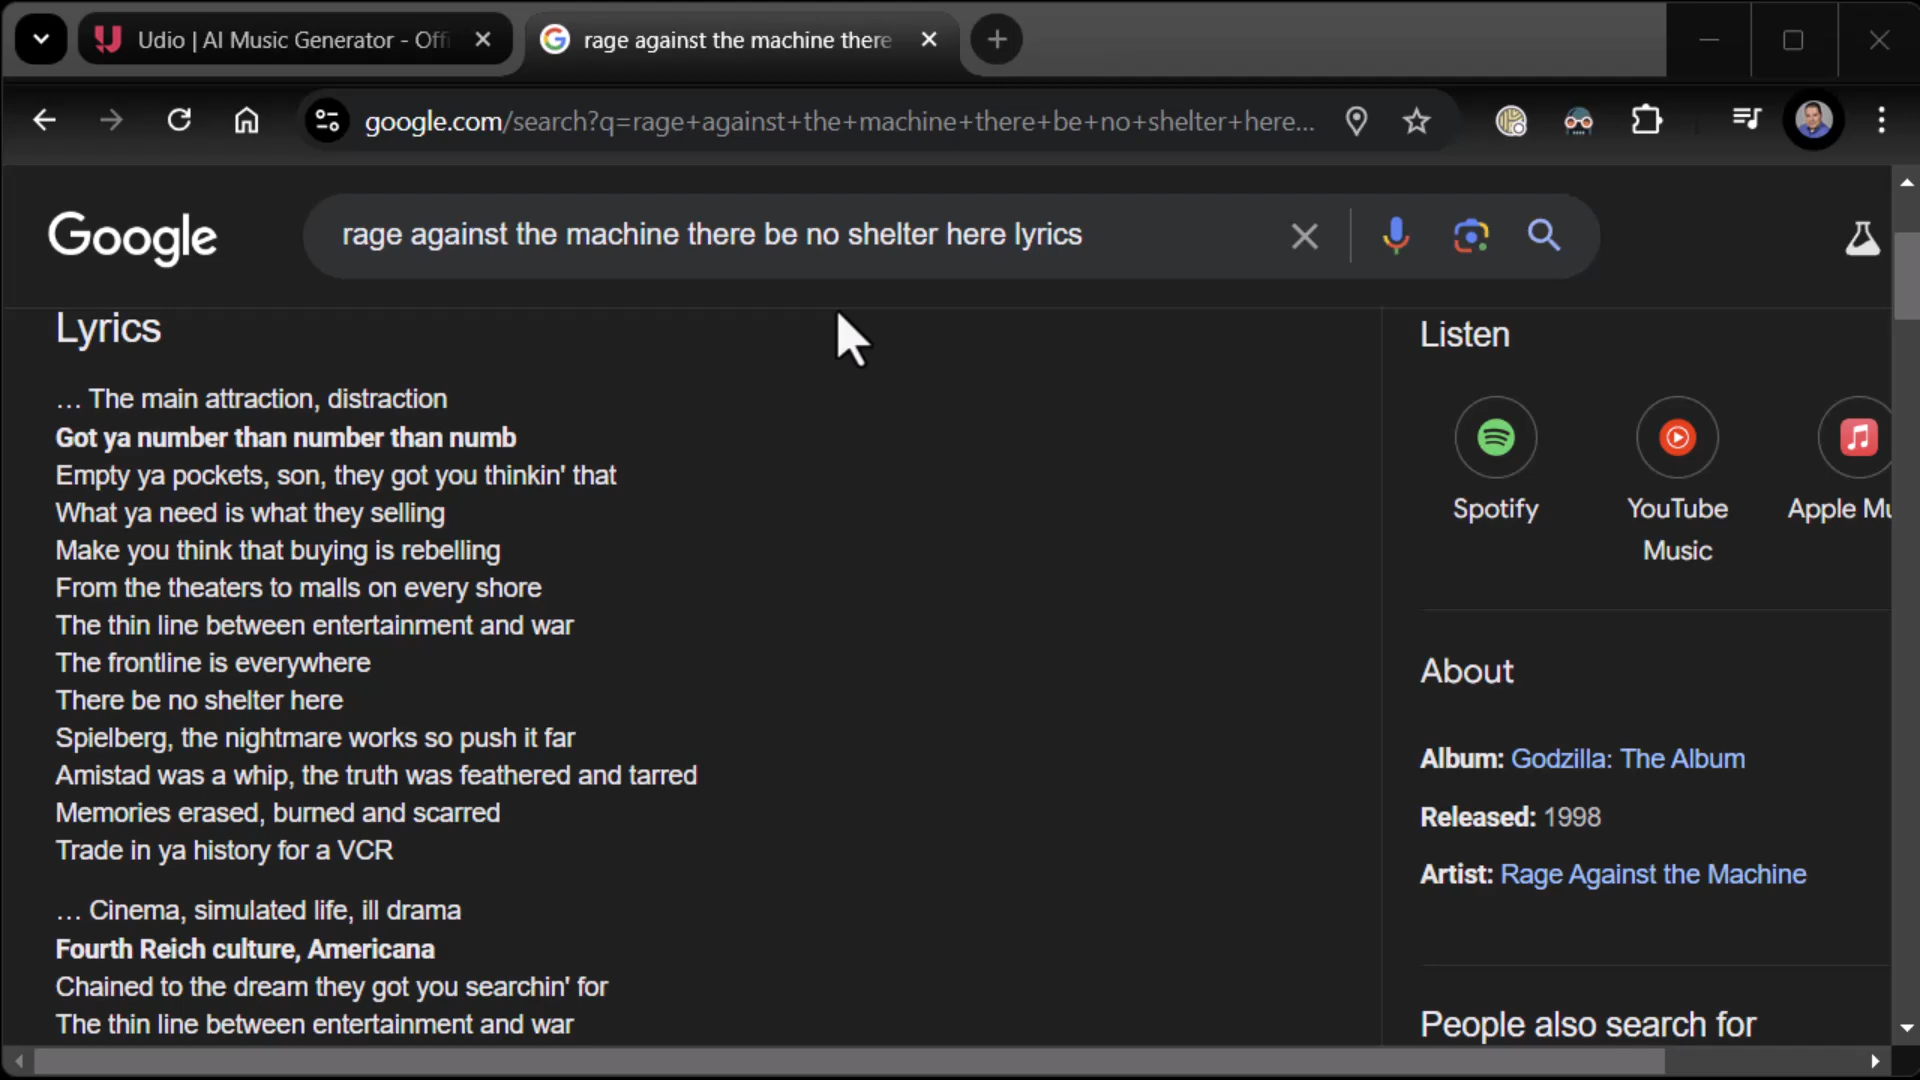 Udio | AI Music Generator - Offi
rage against the machine there
google.com/search?q=rage+against+the+machine+there+be+no+shelter+here...
Google
rage against the machine there be no shelter here lyrics
Lyrics
... The main attraction, distraction
Got ya number than number than numb
Empty ya pockets, son, they got you thinkin' that
What ya need is what they selling
Make you think that buying is rebelling
From the theaters to malls on every shore
The thin line between entertainment and war
The frontline is everywhere
There be no shelter here
Spielberg, the nightmare works so push it far
Amistad was a whip, the truth was feathered and tarred
Memories erased, burned and scarred
Trade in ya history for a VCR
... Cinema, simulated life, ill drama
Fourth Reich culture, Americana
Chained to the dream they got you searchin' for
The thin line between entertainment and war
Listen
Spotify
YouTube Music
Apple Mu
About
Album: Godzilla: The Album
Released: 1998
Artist: Rage Against the Machine
People also search for